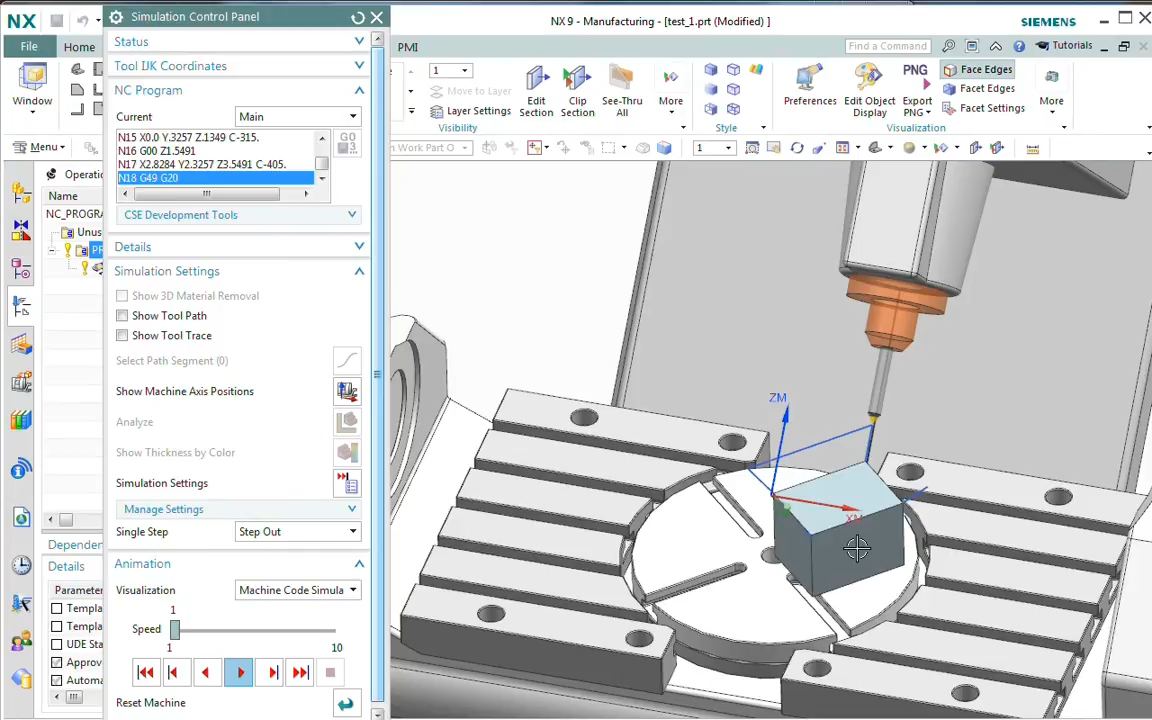 NX
Simulation Control Panel
NX 9 - Manufacturing - [test_1.prt (Modified) ]
SIEMENS
File
Home
PMI
Find a Command
Tutorials
Status
Tool IJK Coordinates
NC Program
Current
Main
N15 X0.0 Y.3257 Z.1349 C-315.
N16 G00 Z1.5491
N17 X2.8284 Y2.3257 Z3.5491 C-405.
N18 G49 G20
CSE Development Tools
Details
Simulation Settings
Show 3D Material Removal
Show Tool Path
Show Tool Trace
Select Path Segment (0)
Show Machine Axis Positions
Analyze
Show Thickness by Color
Simulation Settings
Manage Settings
Single Step
Step Out
Animation
Visualization
Machine Code Simula
1
Speed
1
10
Reset Machine
Window
1
Move to Layer
Layer Settings
Edit Section
Clip Section
See-Thru All
More
Visibility
Style
Preferences
Edit Object Display
PNG
Export PNG
Face Edges
Facet Edges
Facet Settings
More
Visualization
Menu
n Work Part O
1
Operatio
Name
NC_PROGRA
Unus
PR
Dependen
Details
Parameter
Templa
Templa
UDE Sta
Approv
Automa
ZM
XM